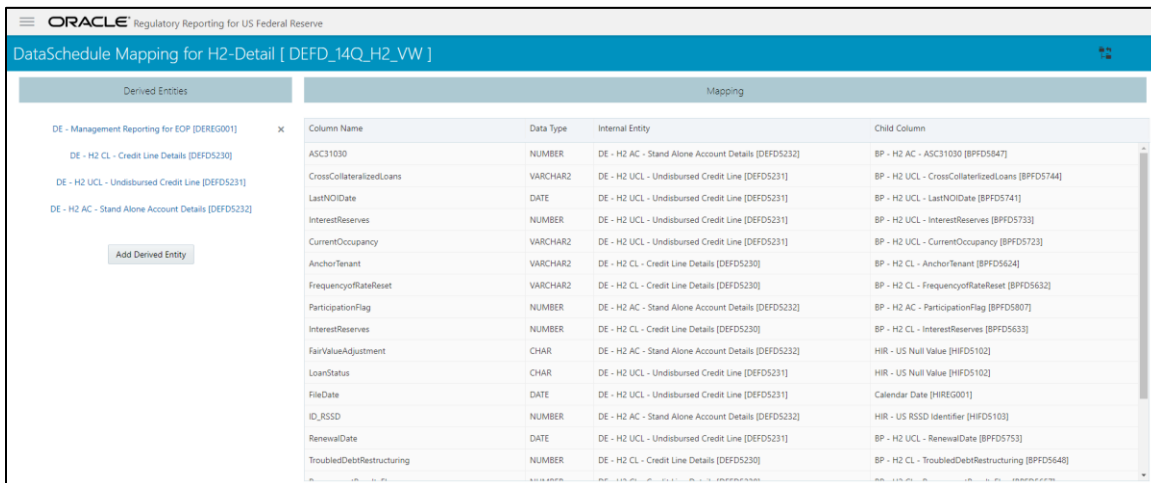 ORACLE® Regulatory Reporting for US Federal Reserve
DataSchedule Mapping for H2-Detail [ DEFD_14Q_H2_VW ]
Derived Entities
DE - Management Reporting for EOP [DEREG001] ×
DE - H2 CL - Credit Line Details [DEFD5230]
DE - H2 UCL - Undisbursed Credit Line [DEFD5231]
DE - H2 AC - Stand Alone Account Details [DEFD5232]
Add Derived Entity
Mapping
Column Name Data Type Internal Entity Child Column
ASC31030 NUMBER DE - H2 AC - Stand Alone Account Details [DEFD5232] BP - H2 AC - ASC31030 [BPFD5847]
CrossCollateralizedLoans VARCHAR2 DE - H2 UCL - Undisbursed Credit Line [DEFD5231] BP - H2 UCL - CrossCollaterlizedLoans [BPFD5744]
LastNOIDate DATE DE - H2 UCL - Undisbursed Credit Line [DEFD5231] BP - H2 UCL - LastNOIDate [BPFD5741]
InterestReserves NUMBER DE - H2 UCL - Undisbursed Credit Line [DEFD5231] BP - H2 UCL - InterestReserves [BPFD5733]
CurrentOccupancy VARCHAR2 DE - H2 UCL - Undisbursed Credit Line [DEFD5231] BP - H2 UCL - CurrentOccupancy [BPFD5723]
AnchorTenant VARCHAR2 DE - H2 CL - Credit Line Details [DEFD5230] BP - H2 CL - AnchorTenant [BPFD5624]
FrequencyofRateReset VARCHAR2 DE - H2 CL - Credit Line Details [DEFD5230] BP - H2 CL - FrequencyofRateReset [BPFD5632]
ParticipationFlag NUMBER DE - H2 AC - Stand Alone Account Details [DEFD5232] BP - H2 AC - ParticipationFlag [BPFD5807]
InterestReserves NUMBER DE - H2 CL - Credit Line Details [DEFD5230] BP - H2 CL - InterestReserves [BPFD5633]
FairValueAdjustment CHAR DE - H2 AC - Stand Alone Account Details [DEFD5232] HIR - US Null Value [HIFD5102]
LoanStatus CHAR DE - H2 UCL - Undisbursed Credit Line [DEFD5231] HIR - US Null Value [HIFD5102]
FileDate DATE DE - H2 UCL - Undisbursed Credit Line [DEFD5231] Calendar Date [HIREG001]
ID_RSSD NUMBER DE - H2 AC - Stand Alone Account Details [DEFD5232] HIR - US RSSD Identifier [HIFD5103]
RenewalDate DATE DE - H2 UCL - Undisbursed Credit Line [DEFD5231] BP - H2 UCL - RenewalDate [BPFD5753]
TroubledDebtRestructuring NUMBER DE - H2 CL - Credit Line Details [DEFD5230] BP - H2 CL - TroubledDebtRestructuring [BPFD5648]